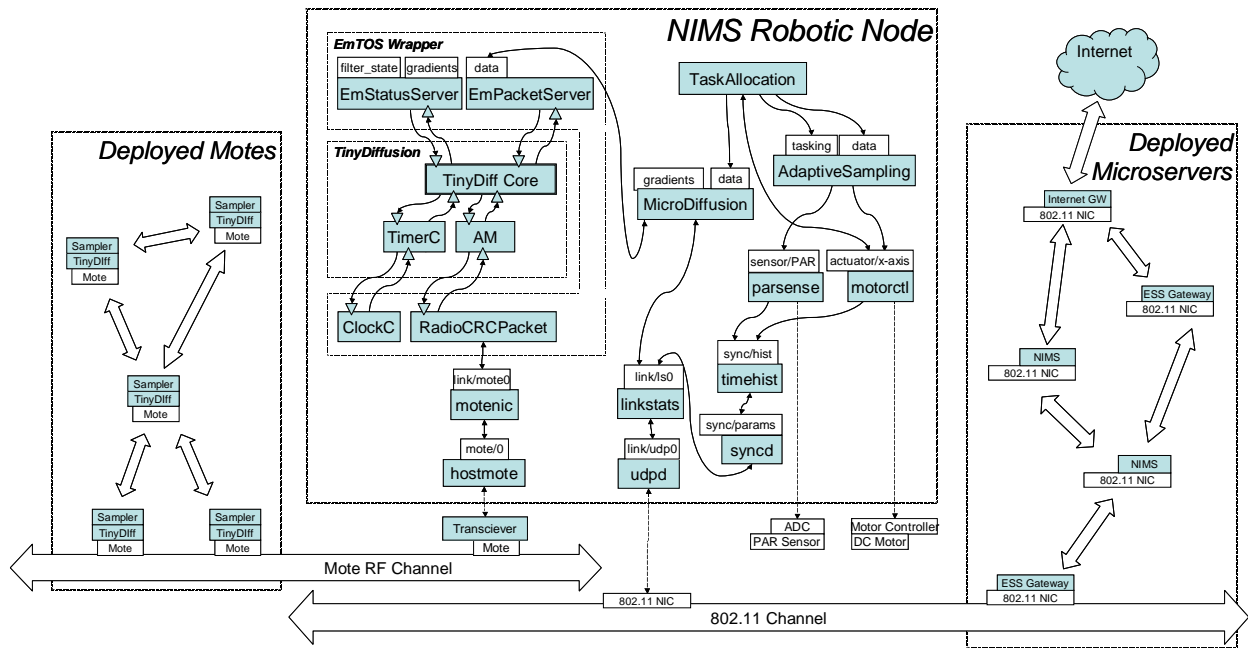 NIMS Robotic Node
EmTOS Wrapper
filter_state
gradients
data
EmStatusServer
EmPacketServer
TinyDiffusion
TinyDiff Core
TimerC
AM
ClockC
RadioCRCPacket
link/mote0
motenic
mote/0
hostmote
Transciever
Mote
TaskAllocation
tasking
data
AdaptiveSampling
gradients
data
MicroDiffusion
sensor/PAR
parsense
actuator/x-axis
motorctl
sync/hist
timehist
sync/params
syncd
link/ls0
linkstats
link/udp0
udpd
ADC
PAR Sensor
Motor Controller
DC Motor
802.11 NIC
Deployed Motes
Sampler
TinyDIff
Mote
Sampler
TinyDIff
Mote
Sampler
TinyDIff
Mote
Sampler
TinyDIff
Mote
Sampler
TinyDIff
Mote
Mote RF Channel
802.11 Channel
Internet
Deployed
Microservers
Internet GW
802.11 NIC
ESS Gateway
802.11 NIC
NIMS
802.11 NIC
NIMS
802.11 NIC
ESS Gateway
802.11 NIC